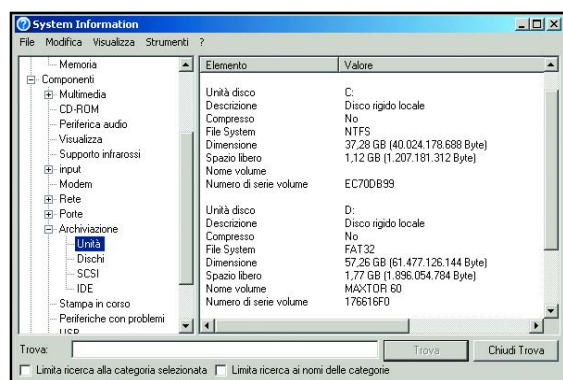 System Information
File Modifica Visualizza Strumenti ?
Memoria
Componenti
Multimedia
CD-ROM
Periferica audio
Visualizza
Supporto infrarossi
input
Modem
Rete
Porte
Archiviazione
Unità
Dischi
SCSI
IDE
Stampa in corso
Periferiche con problemi
USB
Elemento Valore
Unità disco C:
Descrizione Disco rigido locale
Compresso No
File System NTFS
Dimensione 37,28 GB (40.024.178.688 Byte)
Spazio libero 1,12 GB (1.207.181.312 Byte)
Nome volume
Numero di serie volume EC70DB99
Unità disco D:
Descrizione Disco rigido locale
Compresso No
File System FAT32
Dimensione 57,26 GB (61.477.126.144 Byte)
Spazio libero 1,77 GB (1.896.054.784 Byte)
Nome volume MAXTOR 60
Numero di serie volume 176616F0
Trova: Trova Chiudi Trova
Limita ricerca alla categoria selezionata Limita ricerca ai nomi delle categorie